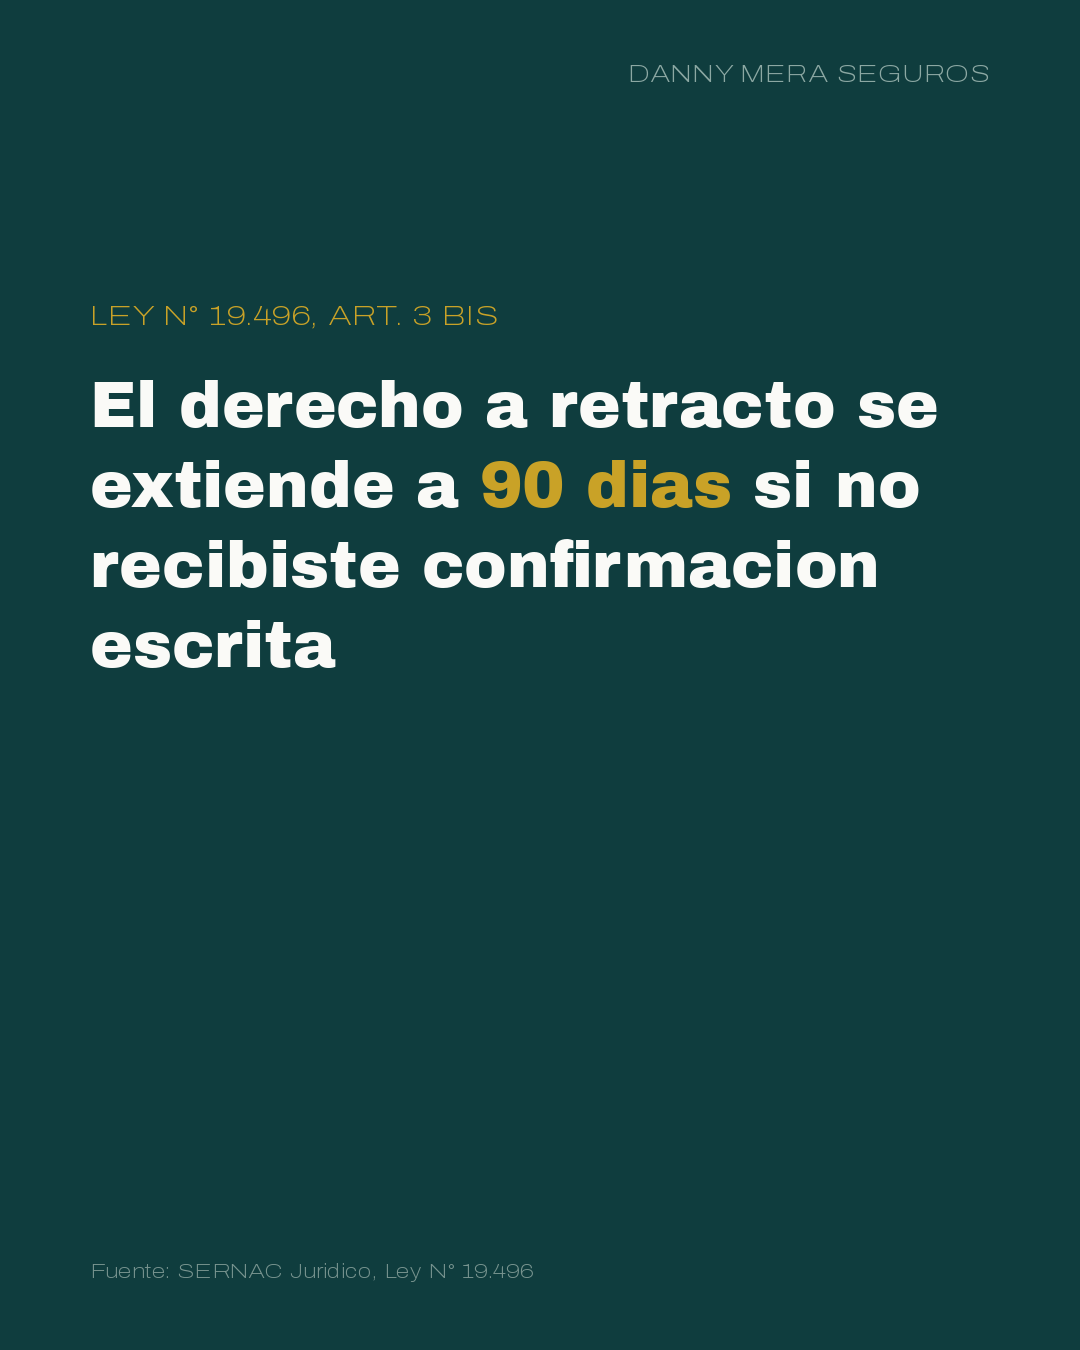 DANNY MERA SEGUROS
LEY N° 19.496, ART. 3 BIS
El derecho a retracto se
extiende a 90 dias si no
recibiste confirmacion
escrita
Fuente: SERNAC Juridico, Ley N° 19.496